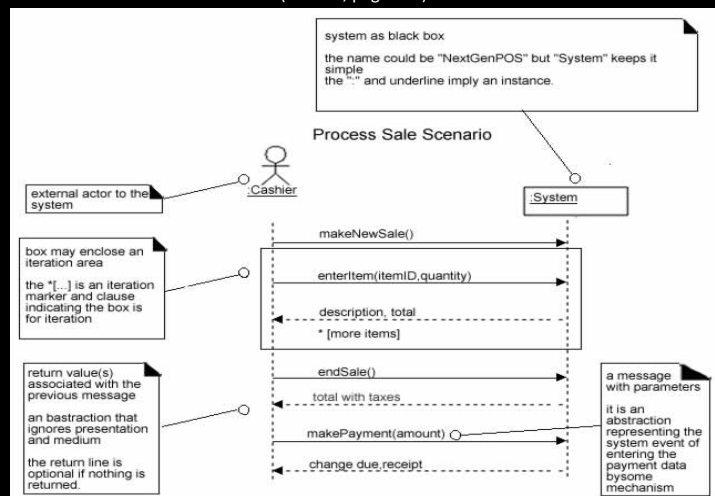 system as black box
the name could be "NextGenPOS" but "System" keeps it
simple
the ":" and underline imply an instance.
Process Sale Scenario
external actor to the
system
:Cashier
:System
makeNewSale()
box may enclose an
iteration area
the *[...] is an iteration
marker and clause
indicating the box is
for iteration
enterItem(itemID,quantity)
description, total
* [more items]
return value(s)
associated with the
previous message
an bastraction that
ignores presentation
and medium
the return line is
optional if nothing is
returned.
endSale()
total with taxes
makePayment(amount)
change due,receipt
a message
with parameters
it is an
abstraction
representing the
system event of
entering the
payment data
bysome
mechanism